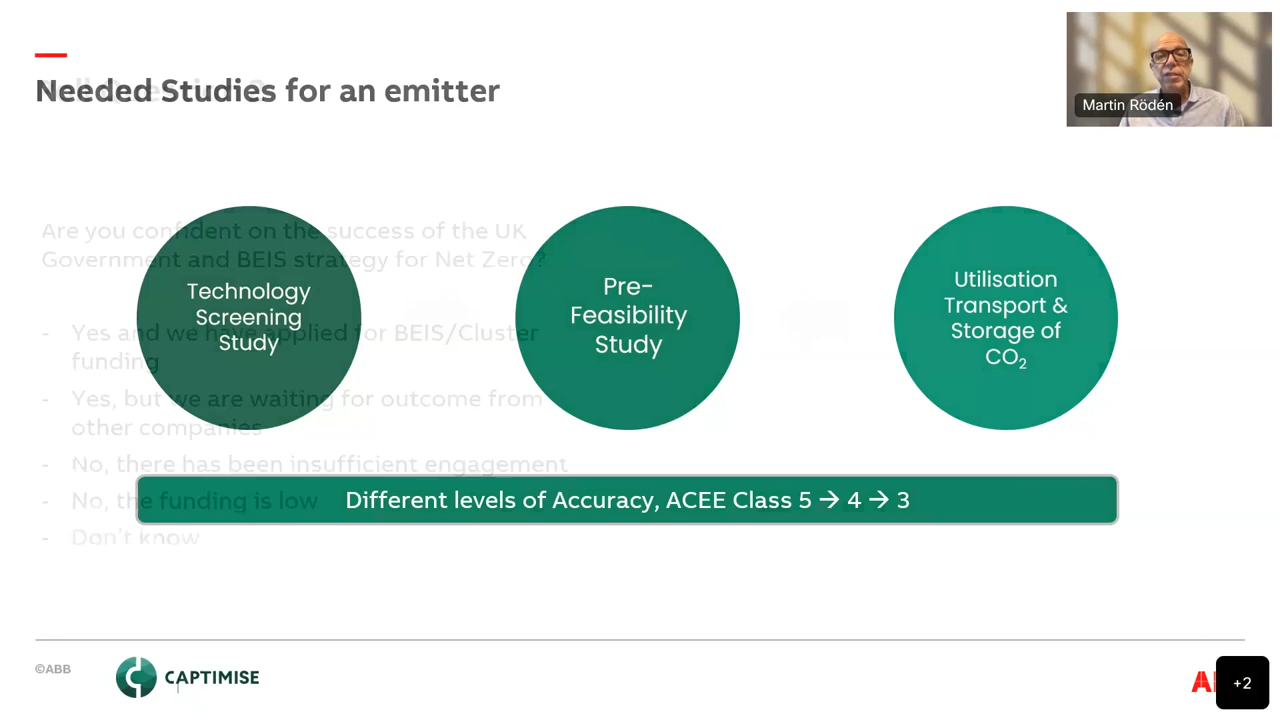 Needed Studies for an emitter
Martin Rödén
Are you confident on the success of the UK
Government and BEIS strategy for Net Zero?
- Yes and we have applied for BEIS/Cluster
funding
- Yes, but we are waiting for outcome from
other companies
- No, there has been insufficient engagement
- No, the funding is low
- Don't know
Technology
Screening
Study
Pre-
Feasibility
Study
Utilisation
Transport &
Storage of
CO₂
Different levels of Accuracy, ACEE Class 5 → 4 → 3
©ABB
CAPTIMISE
+2